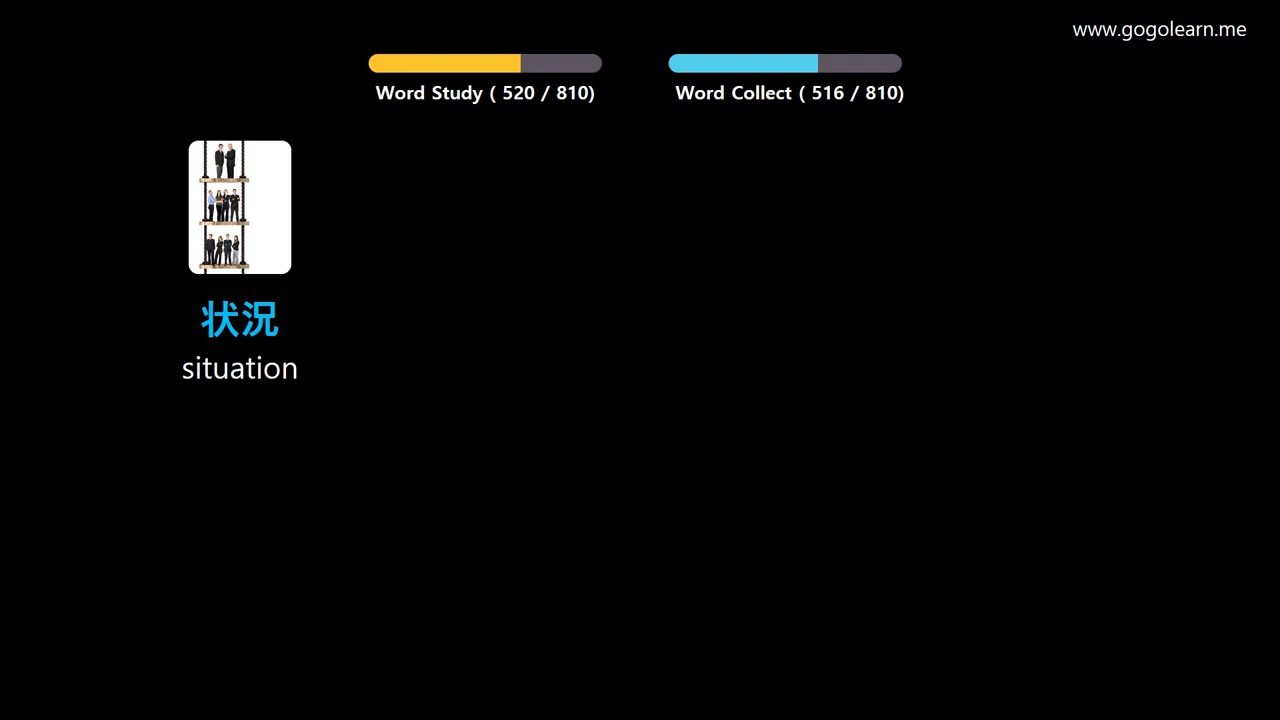 www.gogolearn.me
Word Study ( 520 / 810)
Word Collect ( 516 / 810)
状況
situation